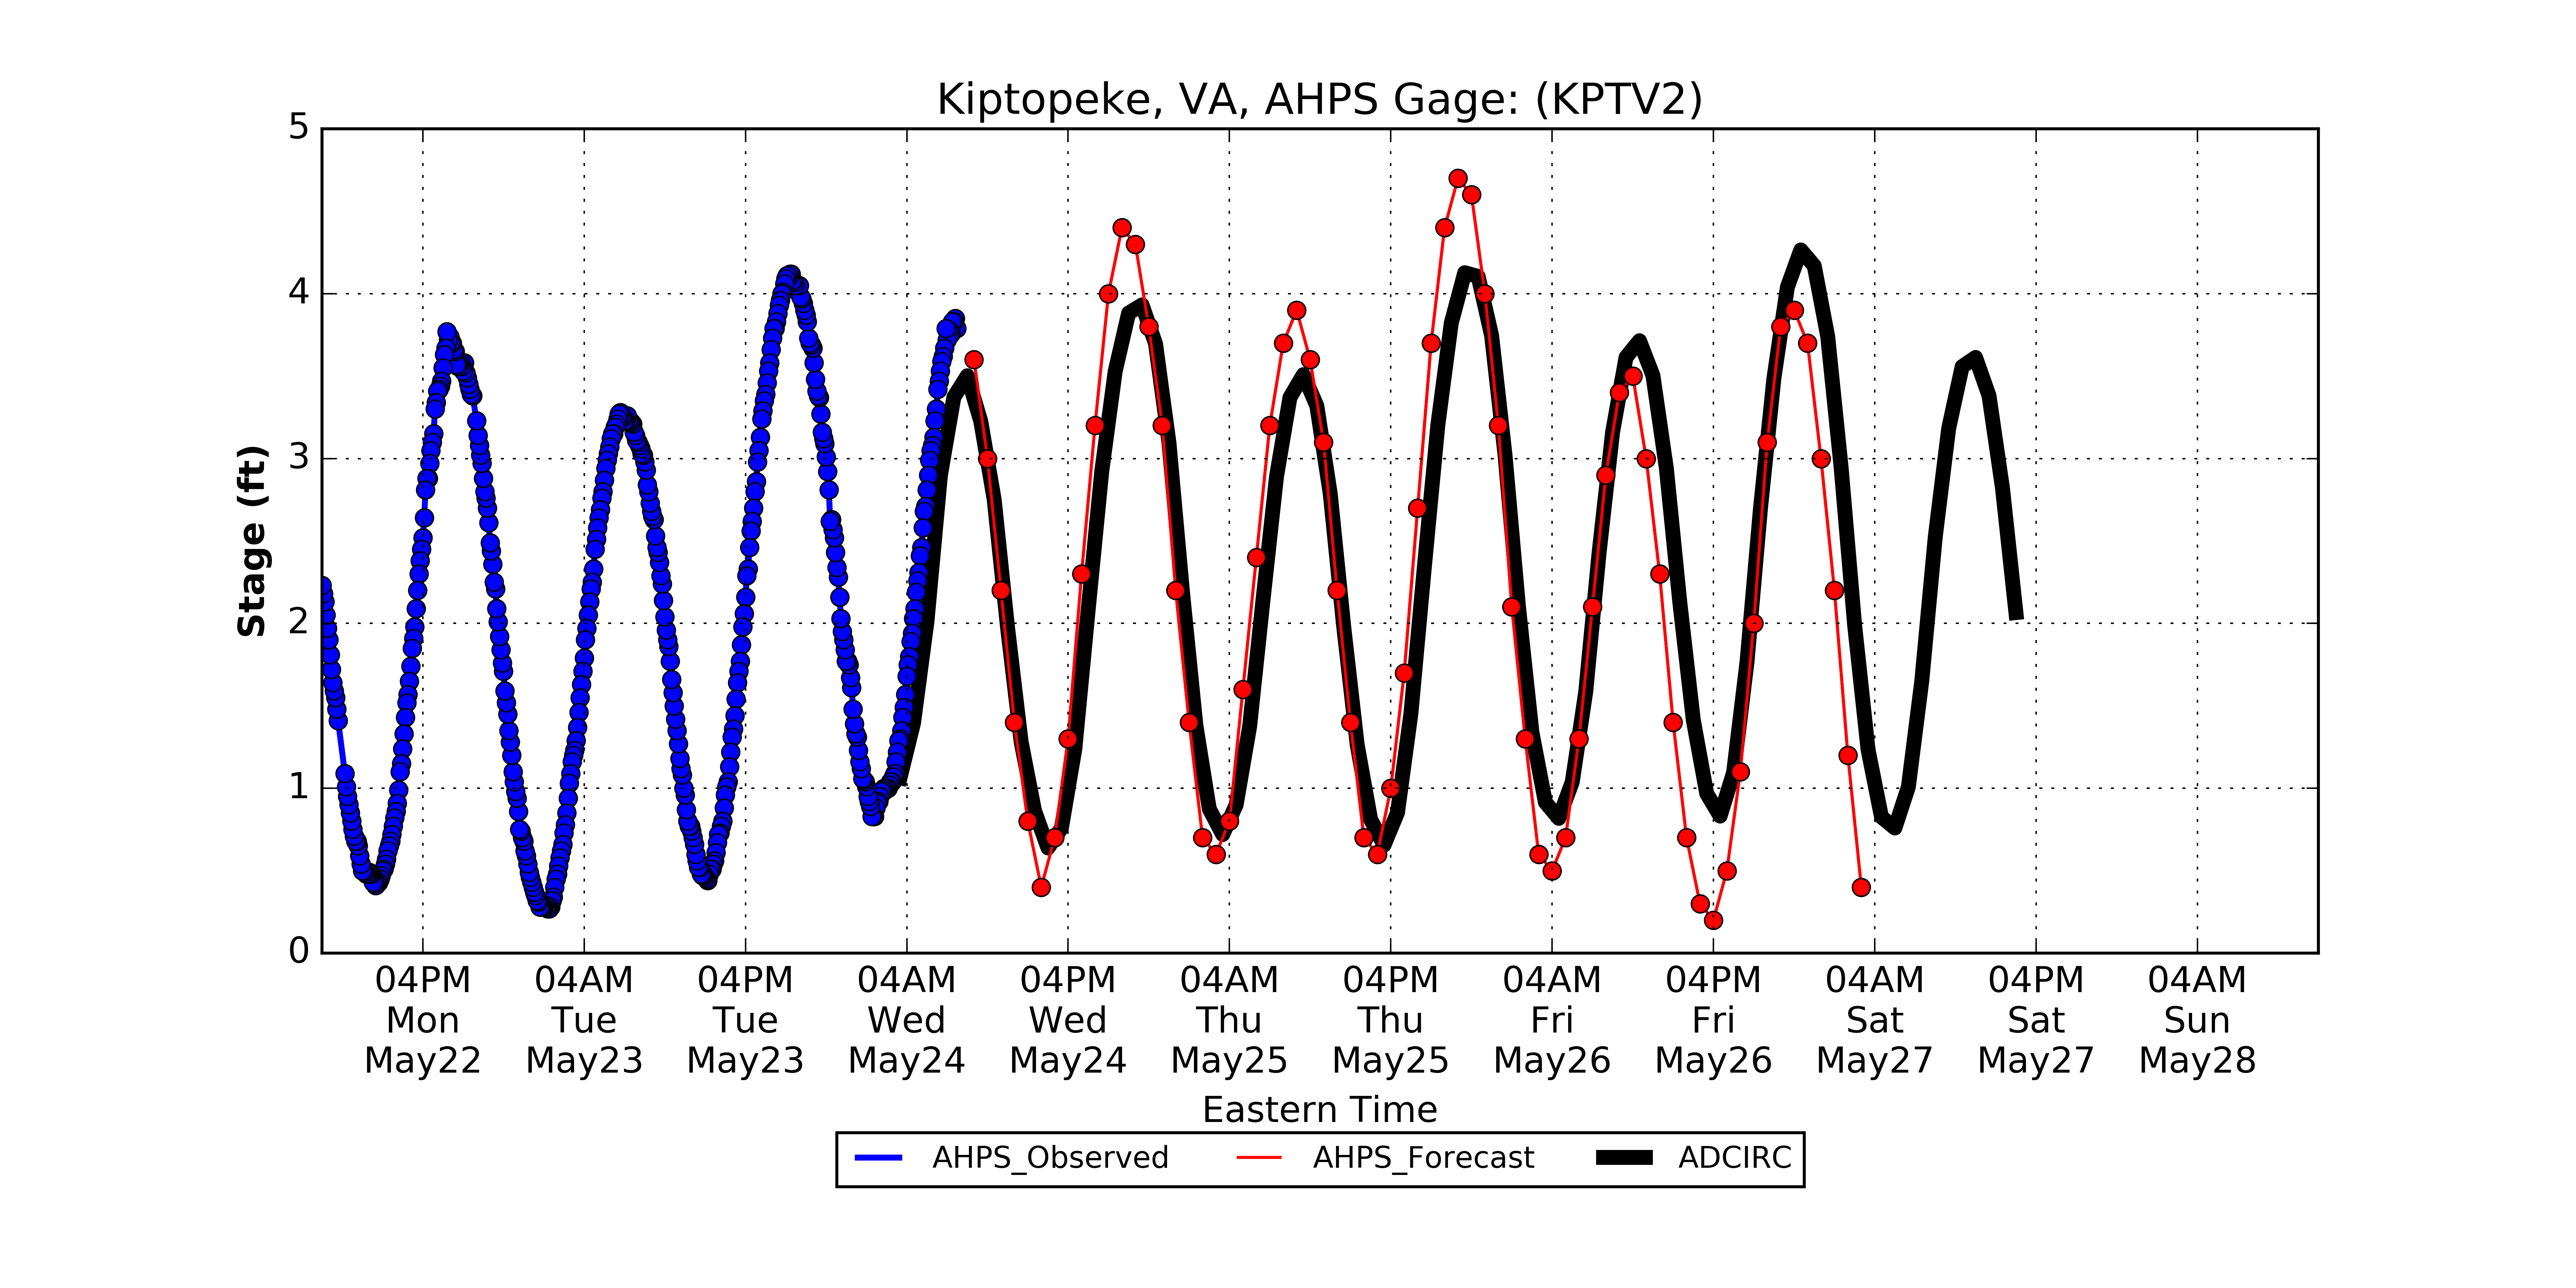 Kiptopeke, VA, AHPS Gage: (KPTV2)
5
4
3
2
1
0
Stage (ft)
04PM 04AM 04PM 04AM 04PM 04AM 04PM 04AM 04PM 04AM 04PM 04AM
Mon Tue Tue Wed Wed Thu Thu Fri Fri Sat Sat Sun
May22 May23 May23 May24 May24 May25 May25 May26 May26 May27 May27 May28
Eastern Time
AHPS_Observed AHPS_Forecast ADCIRC